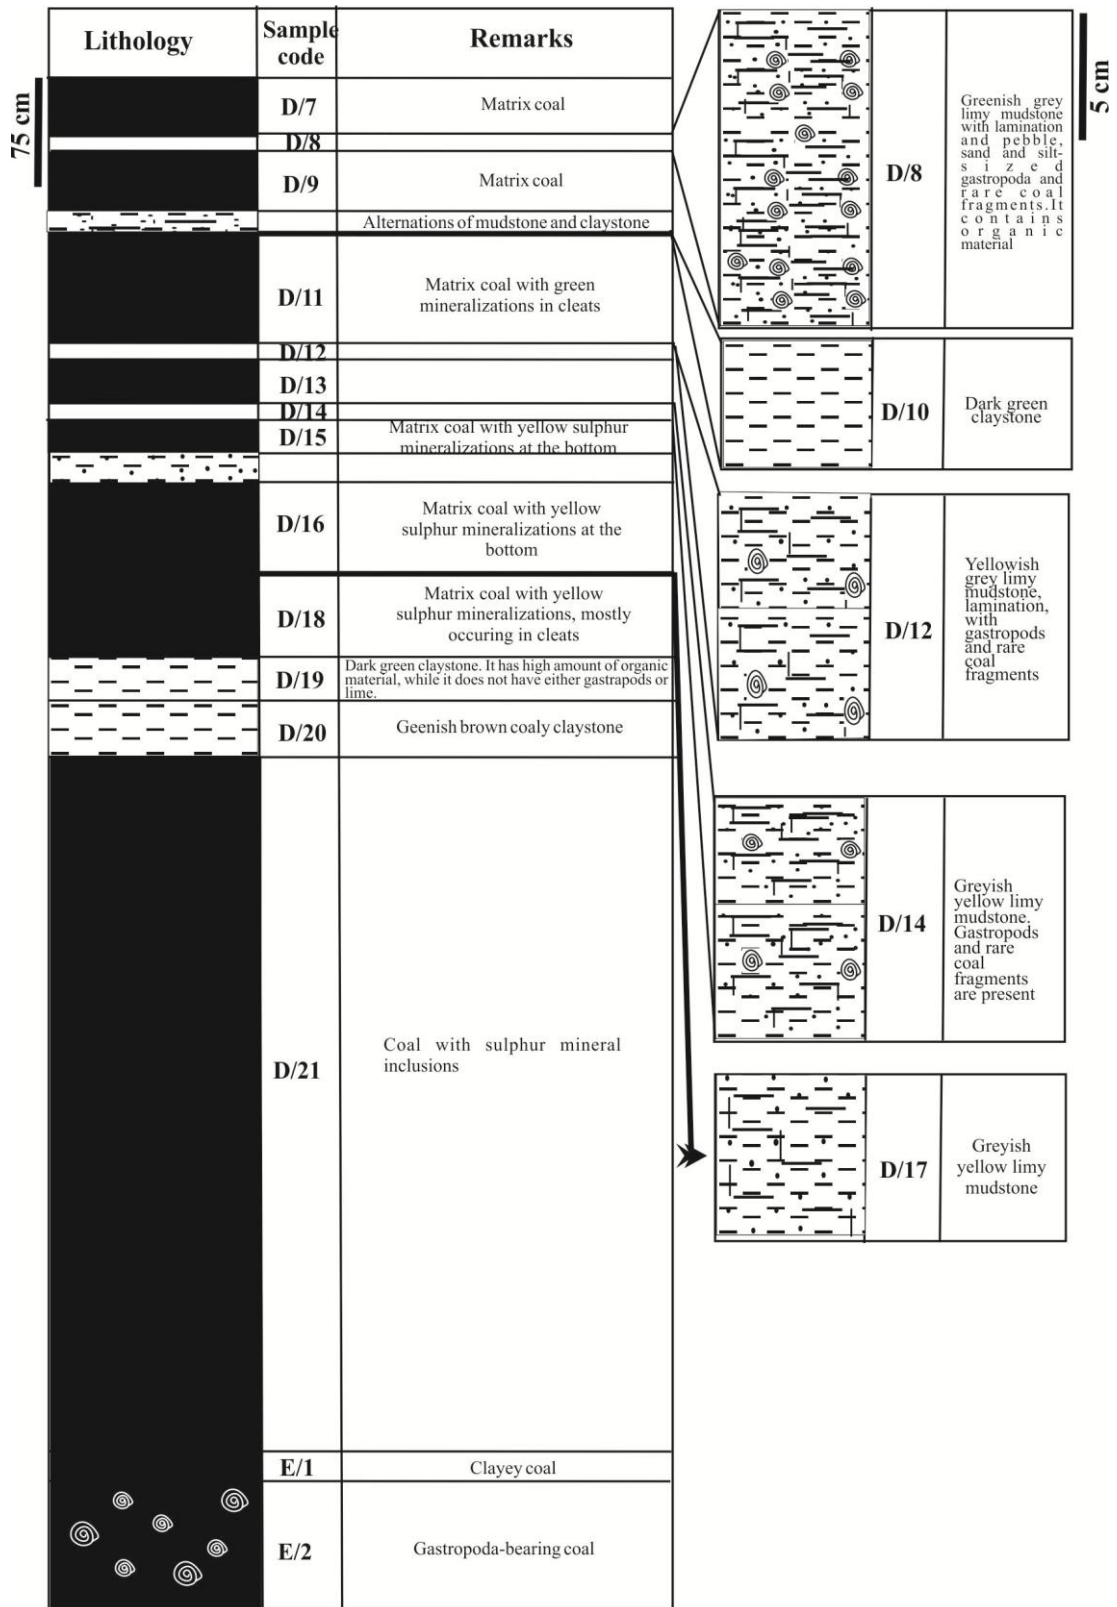 Lithology
Sample
code
Remarks
75 cm
D/7
Matrix coal
D/8
D/9
Matrix coal
Alternations of mudstone and claystone
D/11
Matrix coal with green
mineralizations in cleats
D/12
D/13
D/14
D/15
Matrix coal with yellow sulphur
mineralizations at the bottom
D/16
Matrix coal with yellow
sulphur mineralizations at the
bottom
D/18
Matrix coal with yellow
sulphur mineralizations, mostly
occuring in cleats
D/19
Dark green claystone. It has high amount of organic
material, while it does not have either gastrapods or
lime.
D/20
Geenish brown coaly claystone
D/21
Coal with sulphur mineral
inclusions
E/1
Clayey coal
E/2
Gastropoda-bearing coal
5 cm
D/8
Greenish grey
limy mudstone
with lamination
and pebble,
sand and silt-
sized
gastropoda and
rare coal
fragments.It
contains
organic
material
D/10
Dark green
claystone
D/12
Yellowish
grey limy
mudstone,
lamination,
with
gastropods
and rare
coal
fragments
D/14
Greyish
yellow limy
mudstone.
Gastropods
and rare
coal
fragments
are present
D/17
Greyish
yellow limy
mudstone